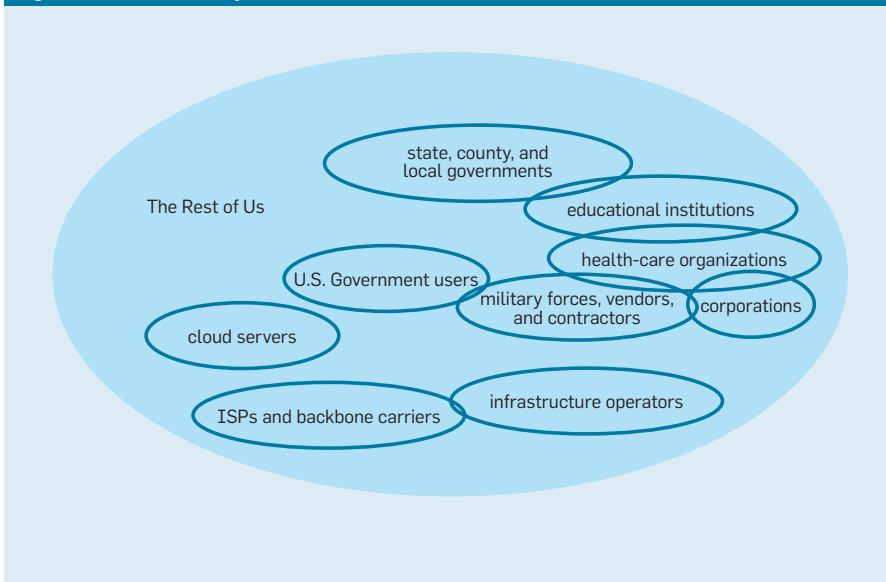 state, county, and
local governments
The Rest of Us
educational institutions
health-care organizations
U.S. Government users
military forces, vendors,
and contractors
corporations
cloud servers
infrastructure operators
ISPs and backbone carriers